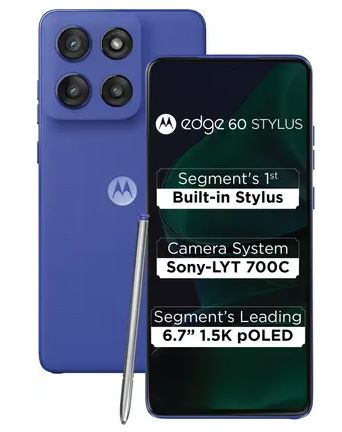 edge 60 STYLUS
Segment's 1st
Built-in Stylus
Camera System
Sony-LYT 700C
Segment's Leading
6.7" 1.5K pOLED